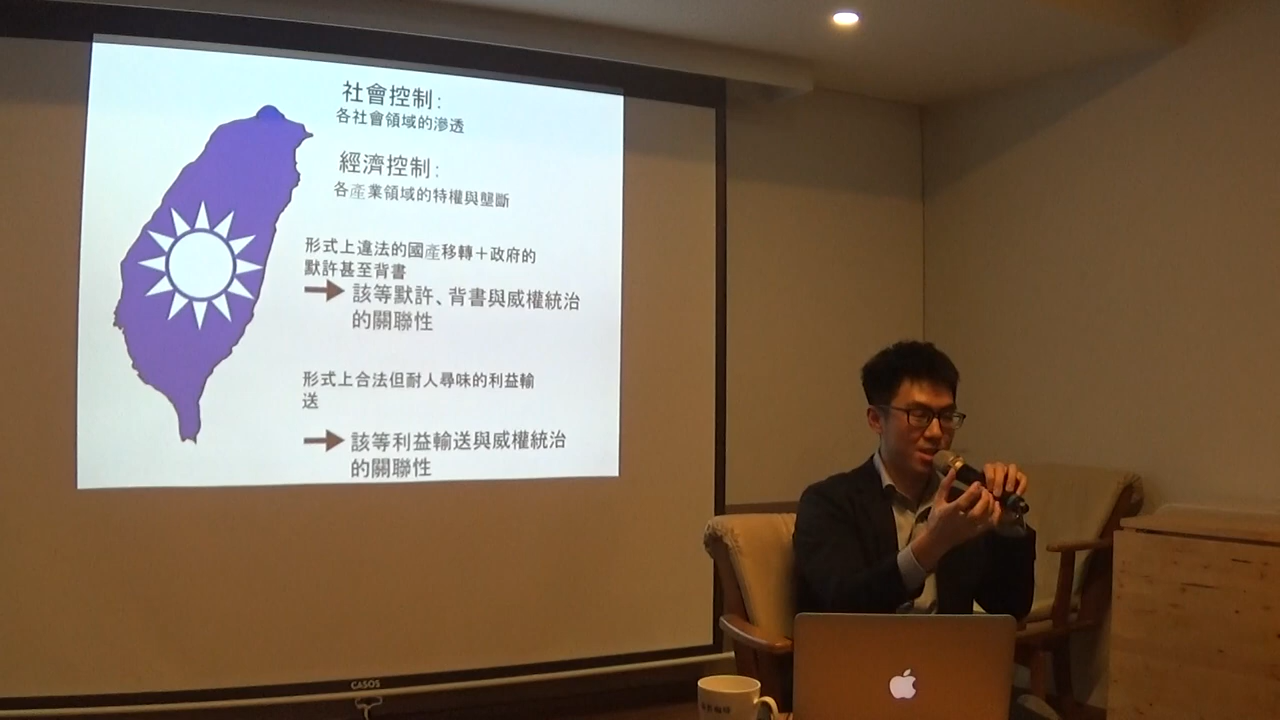 社會控制:
各社會領域的滲透
經濟控制:
各產業領域的特權與壟斷
形式上違法的國產移轉＋政府的
默許甚至背書
該等默許、背書與威權統治
的關聯性
形式上合法但耐人尋味的利益輸
送
該等利益輸送與威權統治
的關聯性
CASOS